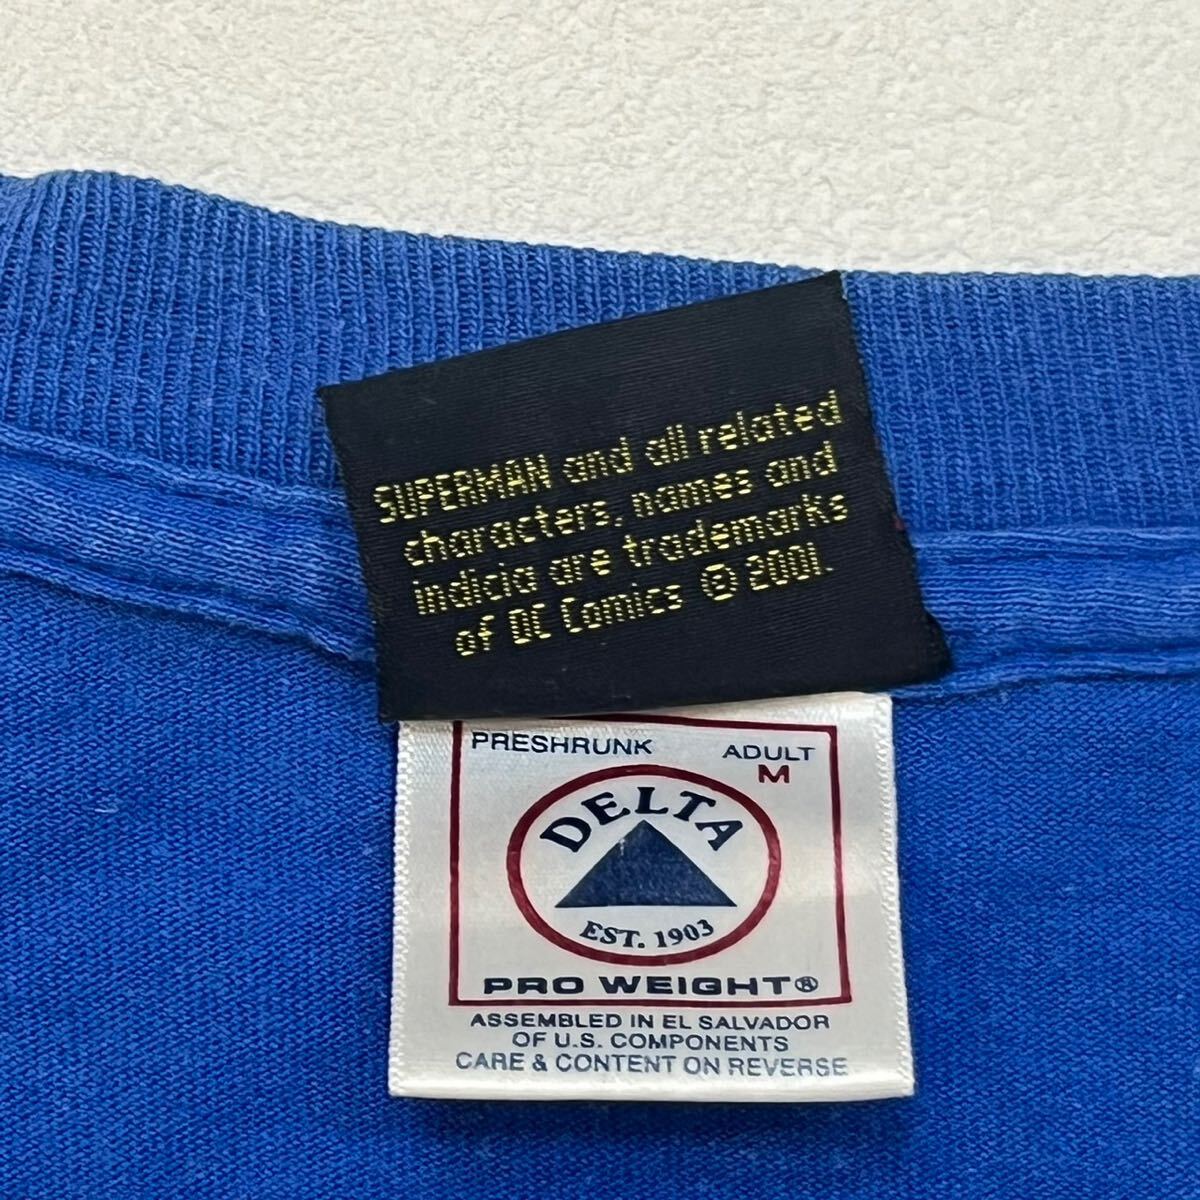 SUPERMAN and all related
characters, names and
indicia are trademarks
of DC Comics © 2001.
PRESHRUNK ADULT
M
DELTA
EST. 1903
PRO WEIGHT®
ASSEMBLED IN EL SALVADOR
OF U.S. COMPONENTS
CARE & CONTENT ON REVERSE